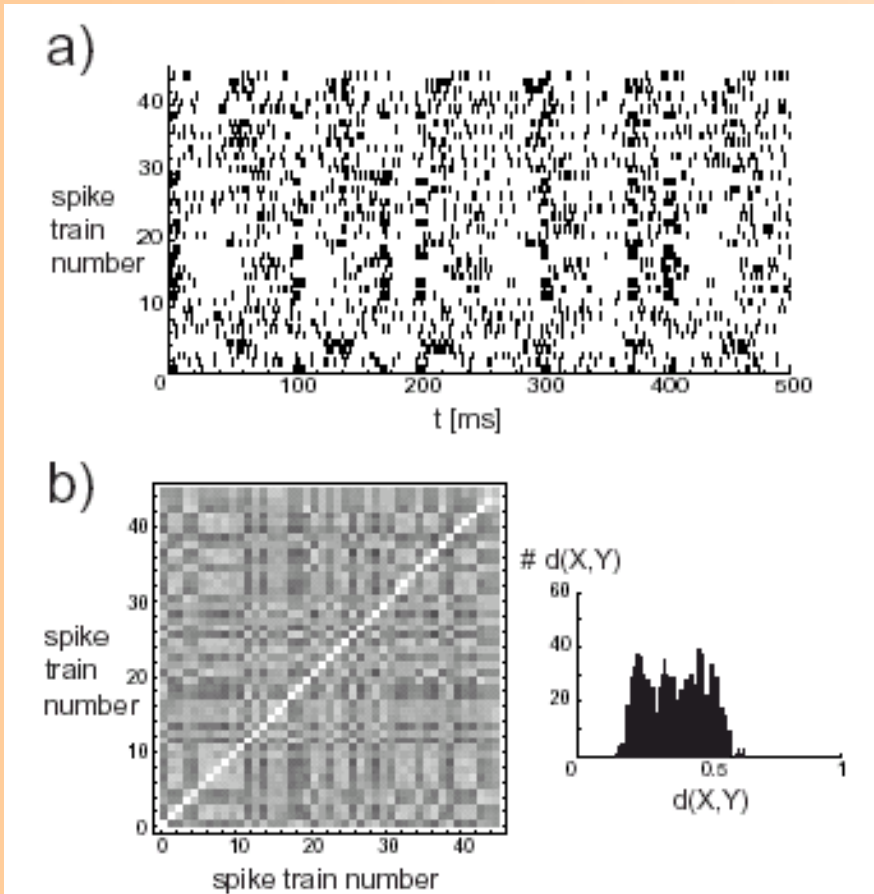 a)
40
30
20
10
0
spike
train
number
0 100 200 300 400 500
t [ms]
b)
40
30
20
10
0
spike
train
number
0 10 20 30 40
spike train number
# d(X,Y)
60
40
20
0 0.5 1
d(X,Y)